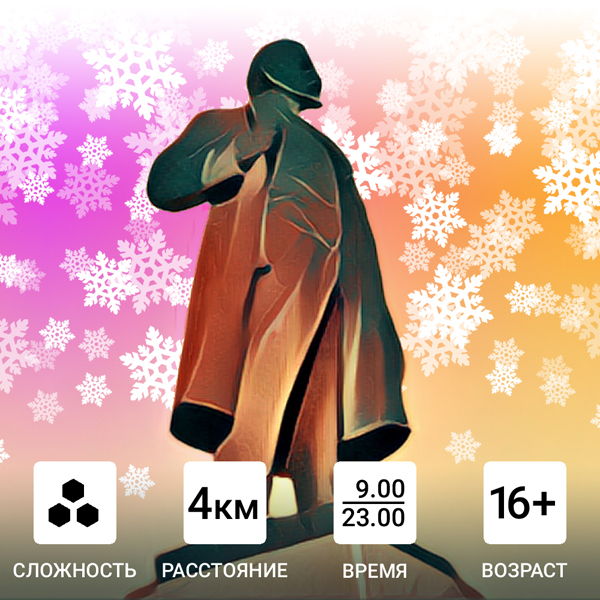 4км
9.00
23.00
16+
СЛОЖНОСТЬ
РАССТОЯНИЕ
ВРЕМЯ
ВОЗРАСТ